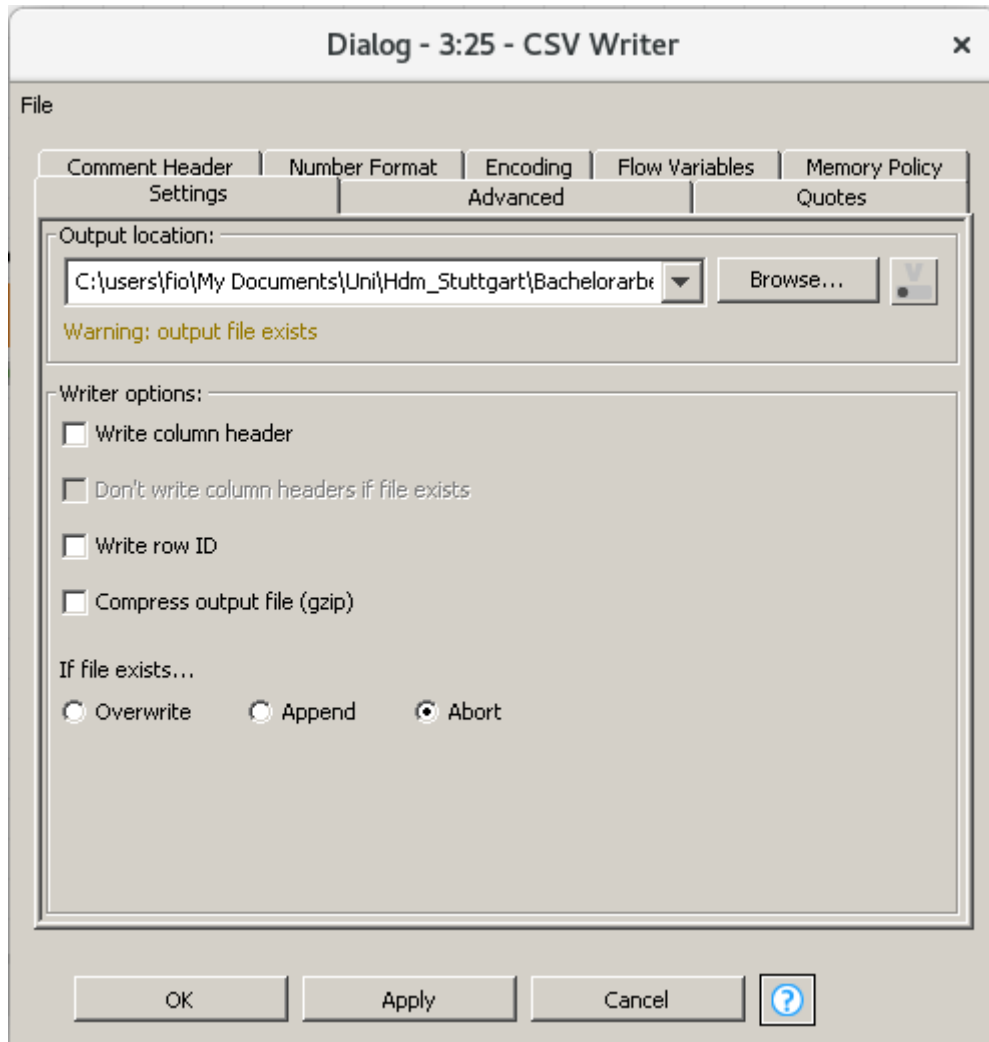 Dialog - 3:25 - CSV Writer ×
File
Comment Header Number Format Encoding Flow Variables Memory Policy
Settings Advanced Quotes
Output location:
C:\users\fio\My Documents\Uni\Hdm_Stuttgart\Bachelorarbe Browse... V
Warning: output file exists
Writer options:
Write column header
Don't write column headers if file exists
Write row ID
Compress output file (gzip)
If file exists...
Overwrite Append Abort
OK Apply Cancel ?